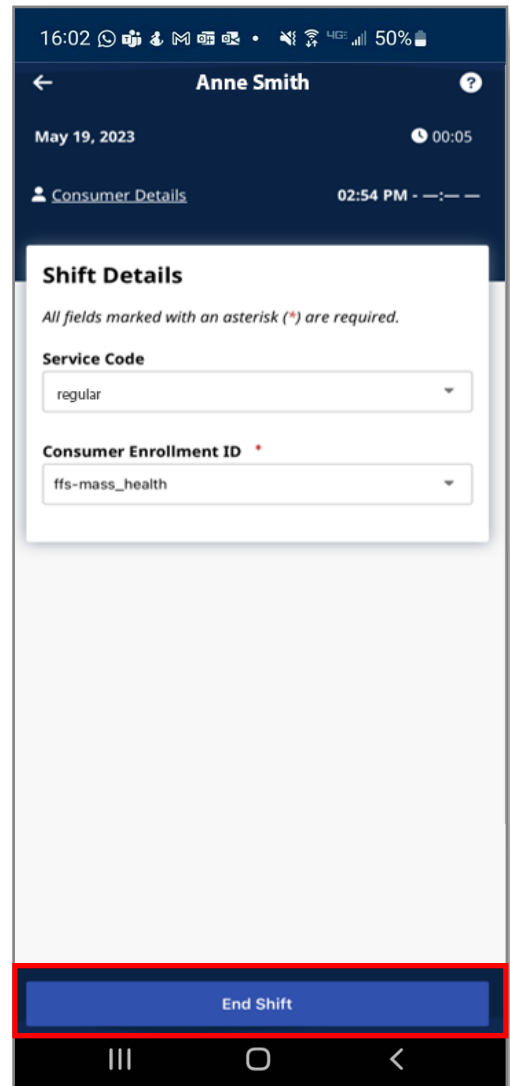 16:02 4GE 50%
Anne Smith ?
May 19, 2023 00:05
Consumer Details 02:54 PM - —:— —
Shift Details
All fields marked with an asterisk (*) are required.
Service Code
regular
Consumer Enrollment ID *
ffs-mass_health
End Shift